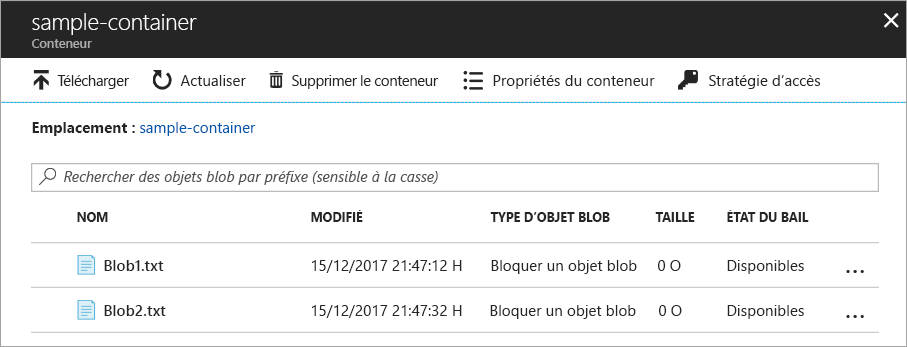 sample-container
Conteneur
Télécharger Actualiser Supprimer le conteneur Propriétés du conteneur Stratégie d'accès
Emplacement : sample-container
Rechercher des objets blob par préfixe (sensible à la casse)
NOM MODIFIÉ TYPE D'OBJET BLOB TAILLE ÉTAT DU BAIL
Blob1.txt 15/12/2017 21:47:12 H Bloquer un objet blob 0 O Disponibles ...
Blob2.txt 15/12/2017 21:47:32 H Bloquer un objet blob 0 O Disponibles ...